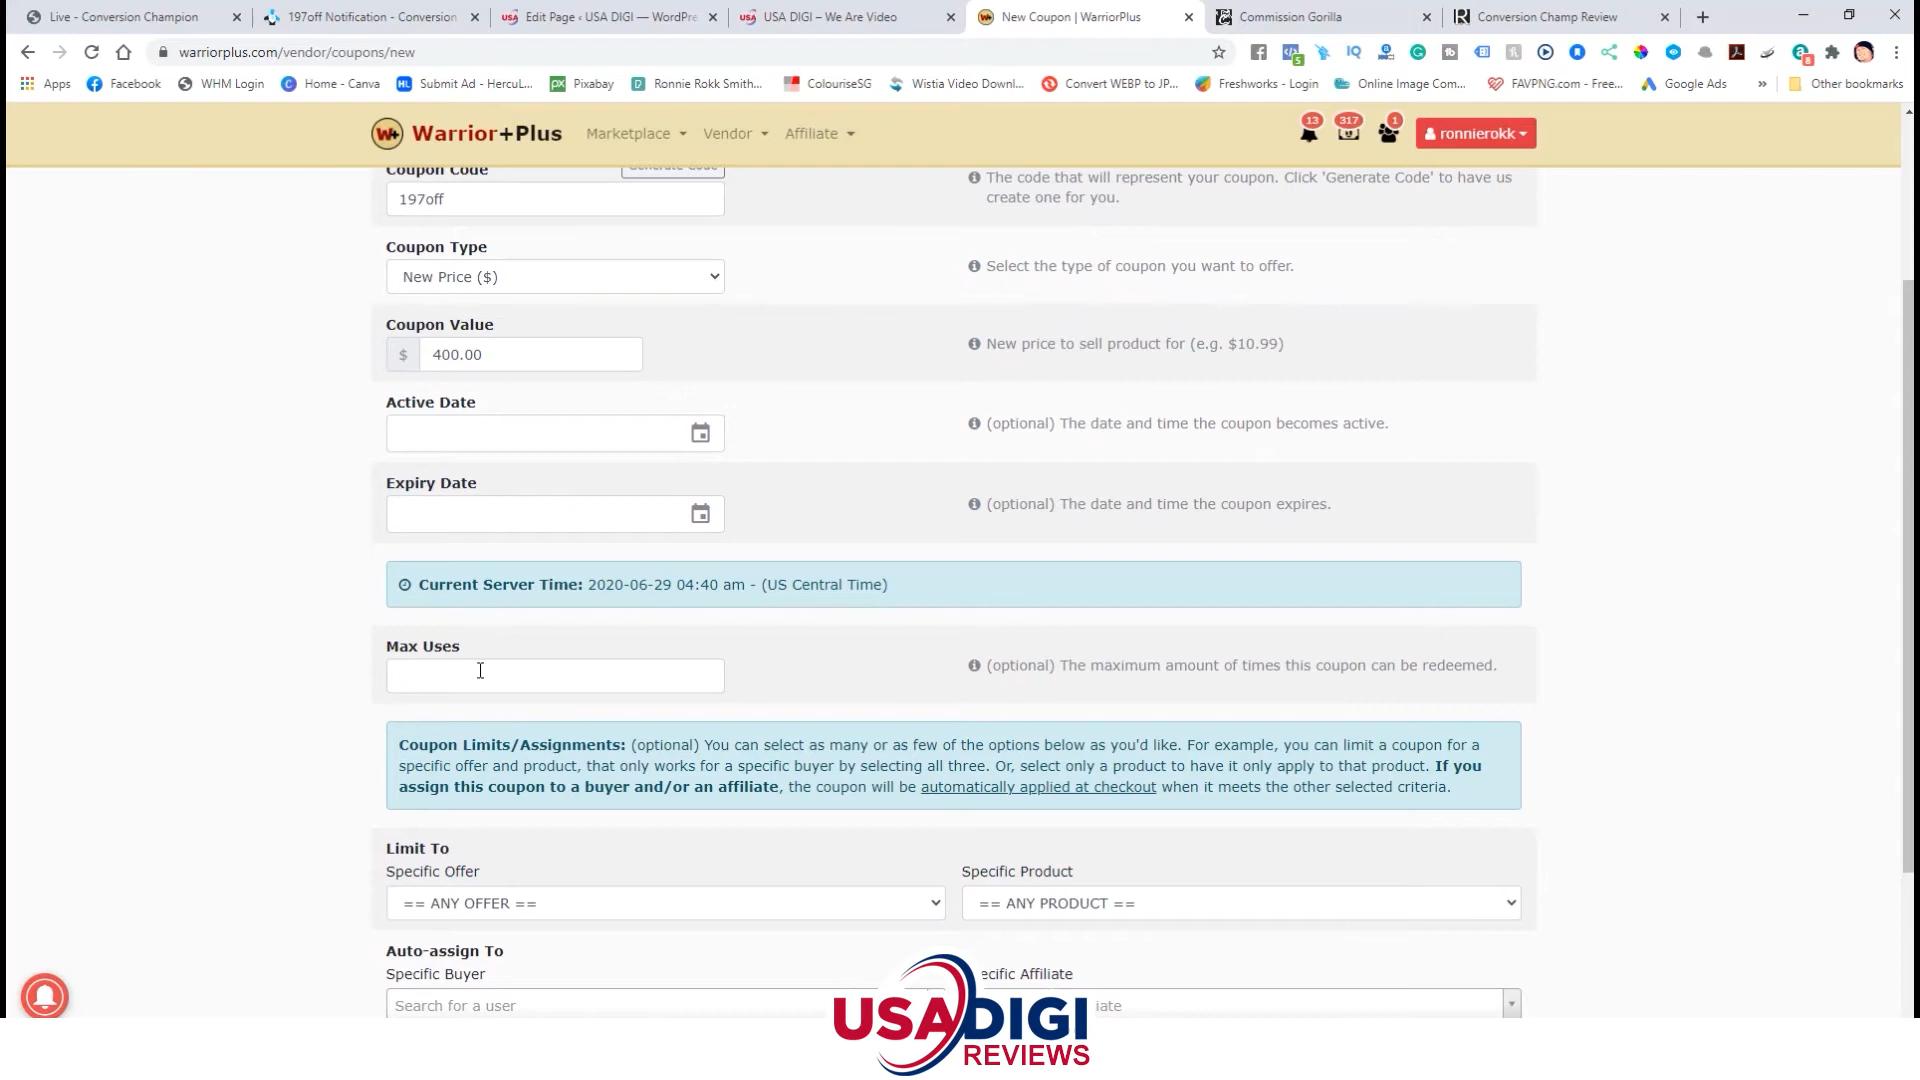 Live - Conversion Champion
197off Notification - Conversion
Edit Page ‹ USA DIGI — WordPre
USA DIGI – We Are Video
New Coupon | WarriorPlus
Commission Gorilla
Conversion Champ Review
warriorplus.com/vendor/coupons/new
Apps
Facebook
WHM Login
Home - Canva
Submit Ad - HercuL...
Pixabay
Ronnie Rokk Smith...
ColouriseSG
Wistia Video Downl...
Convert WEBP to JP...
Freshworks - Login
Online Image Com...
FAVPNG.com - Free...
Google Ads
»
Other bookmarks
Warrior+Plus
Marketplace
Vendor
Affiliate
13
317
1
ronnierokk
Coupon Code
Generate Code
197off
The code that will represent your coupon. Click 'Generate Code' to have us
create one for you.
Coupon Type
New Price ($)
Select the type of coupon you want to offer.
Coupon Value
$ 400.00
New price to sell product for (e.g. $10.99)
Active Date
(optional) The date and time the coupon becomes active.
Expiry Date
(optional) The date and time the coupon expires.
Current Server Time: 2020-06-29 04:40 am - (US Central Time)
Max Uses
(optional) The maximum amount of times this coupon can be redeemed.
Coupon Limits/Assignments: (optional) You can select as many or as few of the options below as you'd like. For example, you can limit a coupon for a
specific offer and product, that only works for a specific buyer by selecting all three. Or, select only a product to have it only apply to that product. If you
assign this coupon to a buyer and/or an affiliate, the coupon will be automatically applied at checkout when it meets the other selected criteria.
Limit To
Specific Offer
Specific Product
== ANY OFFER ==
== ANY PRODUCT ==
Auto-assign To
Specific Buyer
ecific Affiliate
Search for a user
iate
USADIGI
REVIEWS